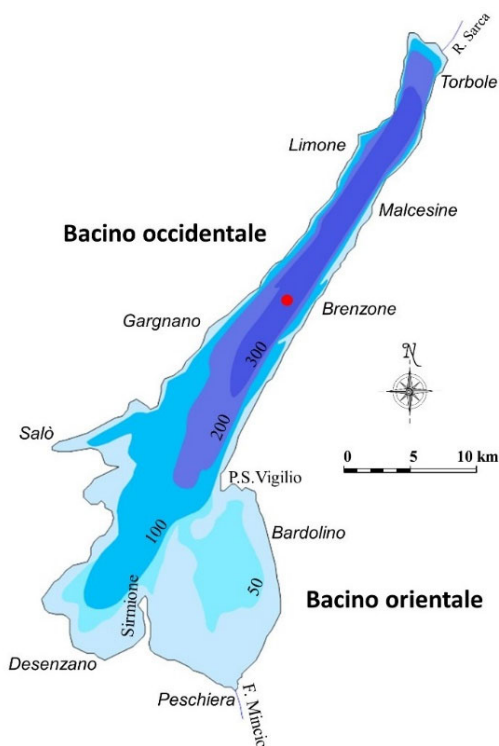 R. Sarca
Torbole
Limone
Malcesine
Bacino occidentale
Brenzone
Gargnano
N
300
200
Salò
0 5 10 km
P.S.Vigilio
100
Bardolino
50
Sirmione
Bacino orientale
Desenzano
Peschiera
F. Mincio